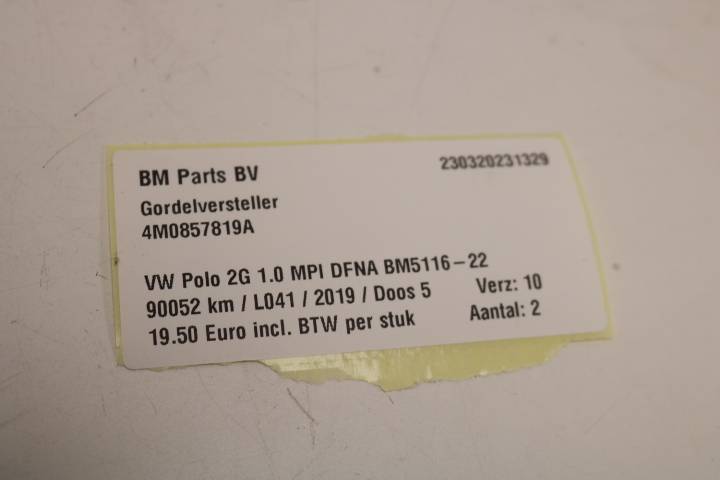 BM Parts BV
230320231329
Gordelversteller
4M0857819A
VW Polo 2G 1.0 MPI DFNA BM5116-22
90052 km / L041 / 2019 / Doos 5
Verz: 10
19.50 Euro incl. BTW per stuk
Aantal: 2